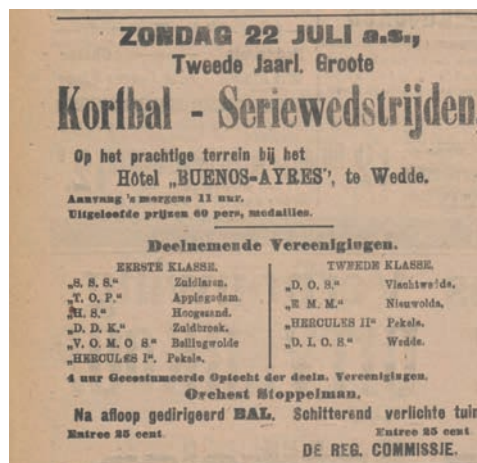 ZONDAG 22 JULI a.s.,
Tweede Jaarl. Groote
Korfbal - Seriewedstrijden,
Op het prachtige terrein bij het
Hôtel „BUENOS-AYRES", te Wedde.
Aanvang 's morgens 11 uur.
Uitgeloofde prijzen 60 pers, medailles.
Deelnemende Vereenigingen.
EERSTE KLASSE.
„S. S. S." Zuidlaren.
„T. O. P." Appingedam.
„H. S." Hoogezand.
„D. D. K." Zuidbroek.
„V. O. M. O S." Bellingwolde
„HERCULES I". Pekela.
TWEEDE KLASSE.
„D. O. S." Vlachtwedde.
„E M. M." Nieuwolda.
„HERCULES II" Pekela.
„D. I. O. S." Wedde.
4 uur Gecostumeerde Optocht der deeln. Vereenigingen.
Orchest Stoppelman.
Na afloop gedirigeerd BAL. Schitterend verlichte tuin
Entree 25 cent Entree 25 cent
DE REG. COMMISSIE.